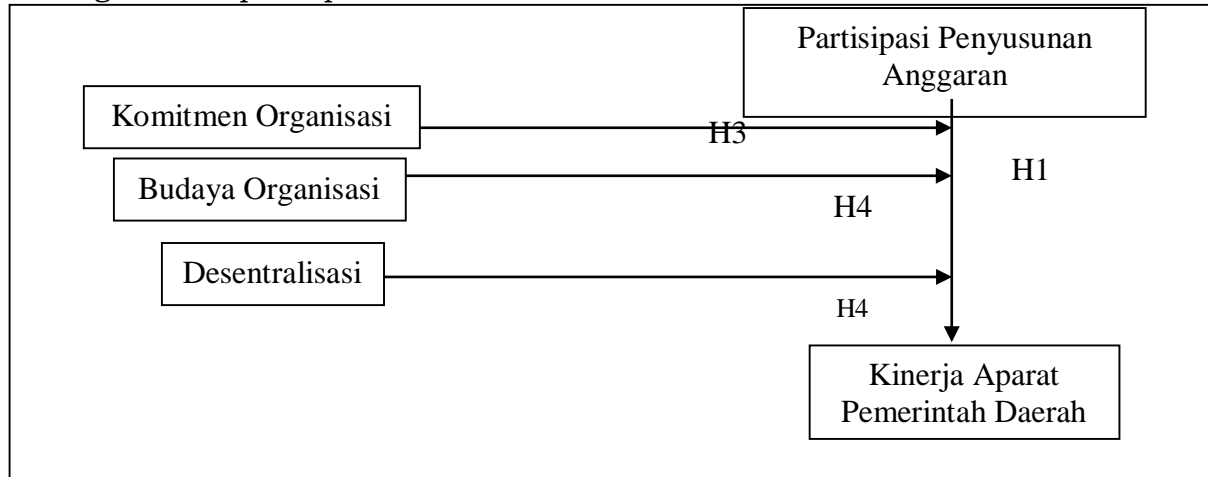 Partisipasi Penyusunan
Anggaran
Komitmen Organisasi
H3
Budaya Organisasi
H1
H4
Desentralisasi
H4
Kinerja Aparat
Pemerintah Daerah